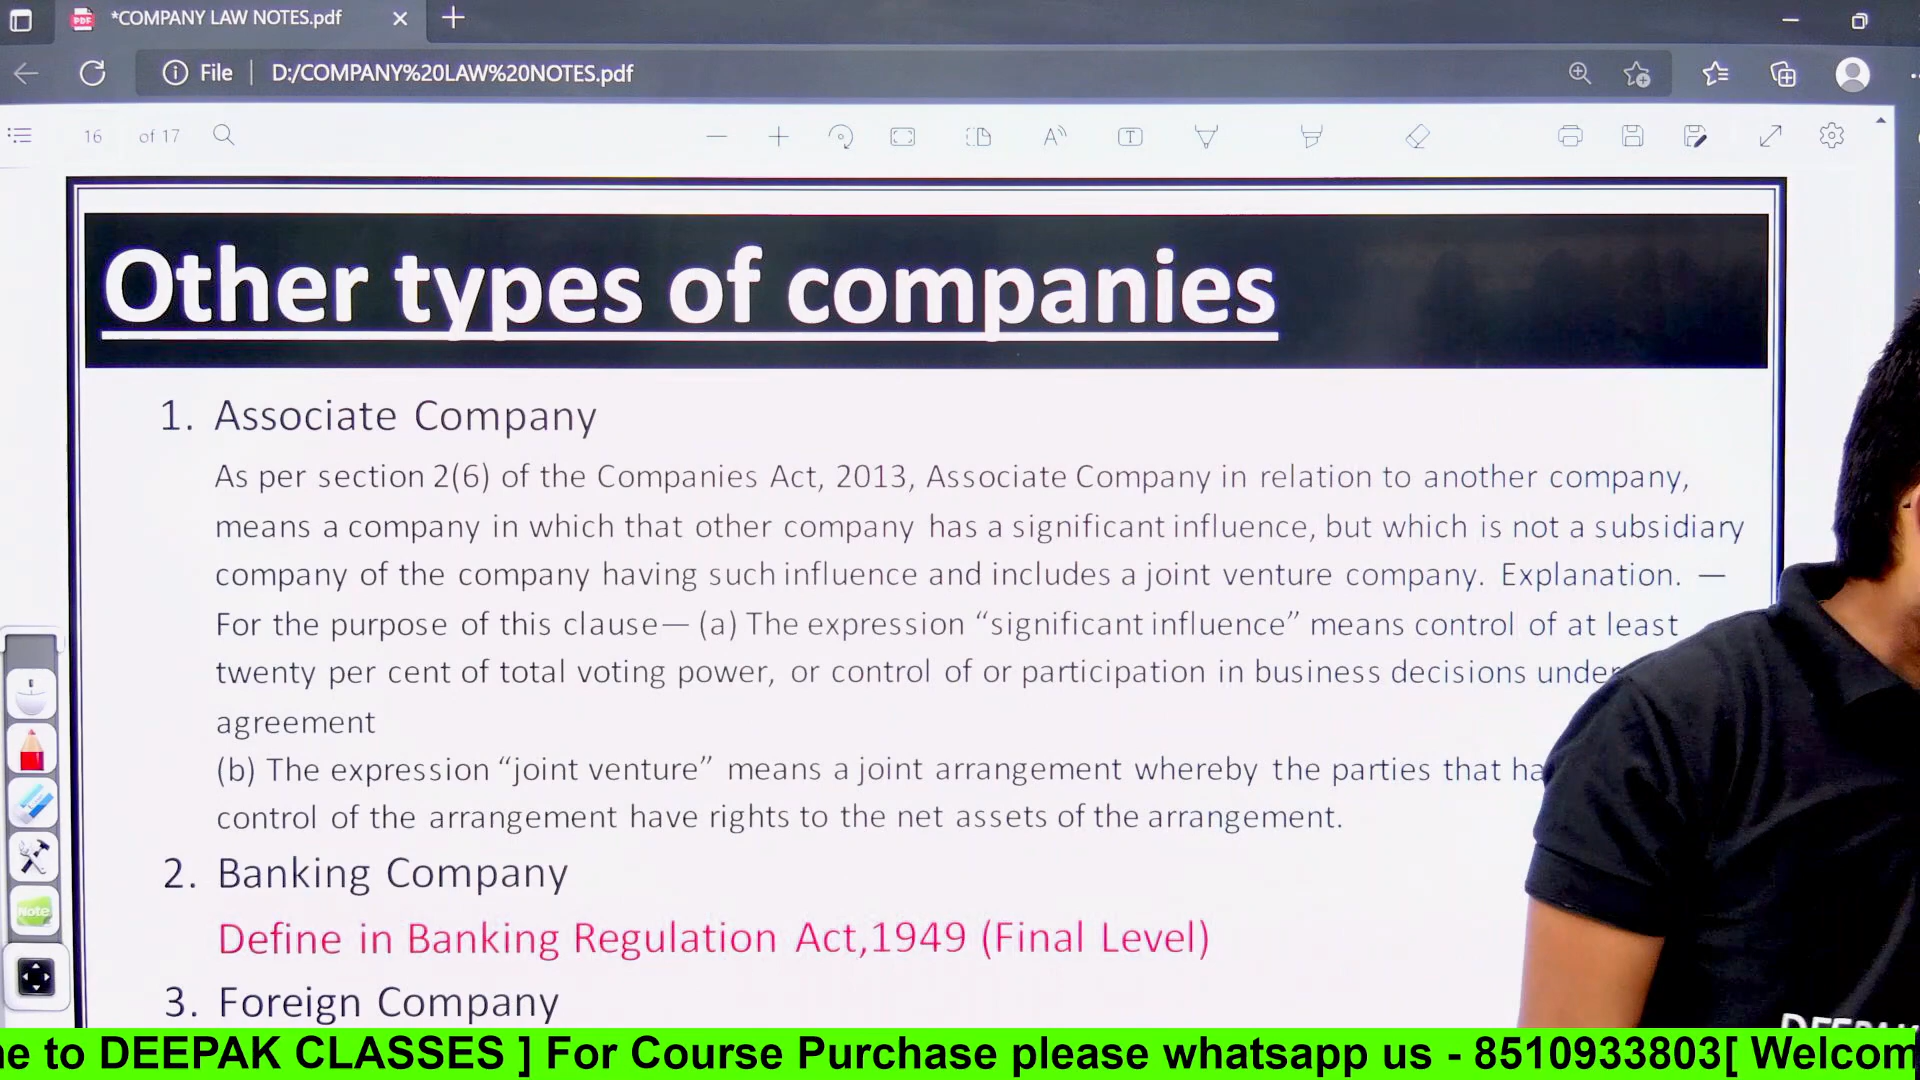 *COMPANY LAW NOTES.pdf
File D:/COMPANY%20LAW%20NOTES.pdf
16 of 17
Other types of companies
1. Associate Company
As per section 2(6) of the Companies Act, 2013, Associate Company in relation to another company,
means a company in which that other company has a significant influence, but which is not a subsidiary
company of the company having such influence and includes a joint venture company. Explanation. —
For the purpose of this clause— (a) The expression “significant influence” means control of at least
twenty per cent of total voting power, or control of or participation in business decisions under
agreement
(b) The expression “joint venture” means a joint arrangement whereby the parties that
control of the arrangement have rights to the net assets of the arrangement.
2. Banking Company
Define in Banking Regulation Act,1949 (Final Level)
3. Foreign Company
Note
to DEEPAK CLASSES ] For Course Purchase please whatsapp us - 8510933803[